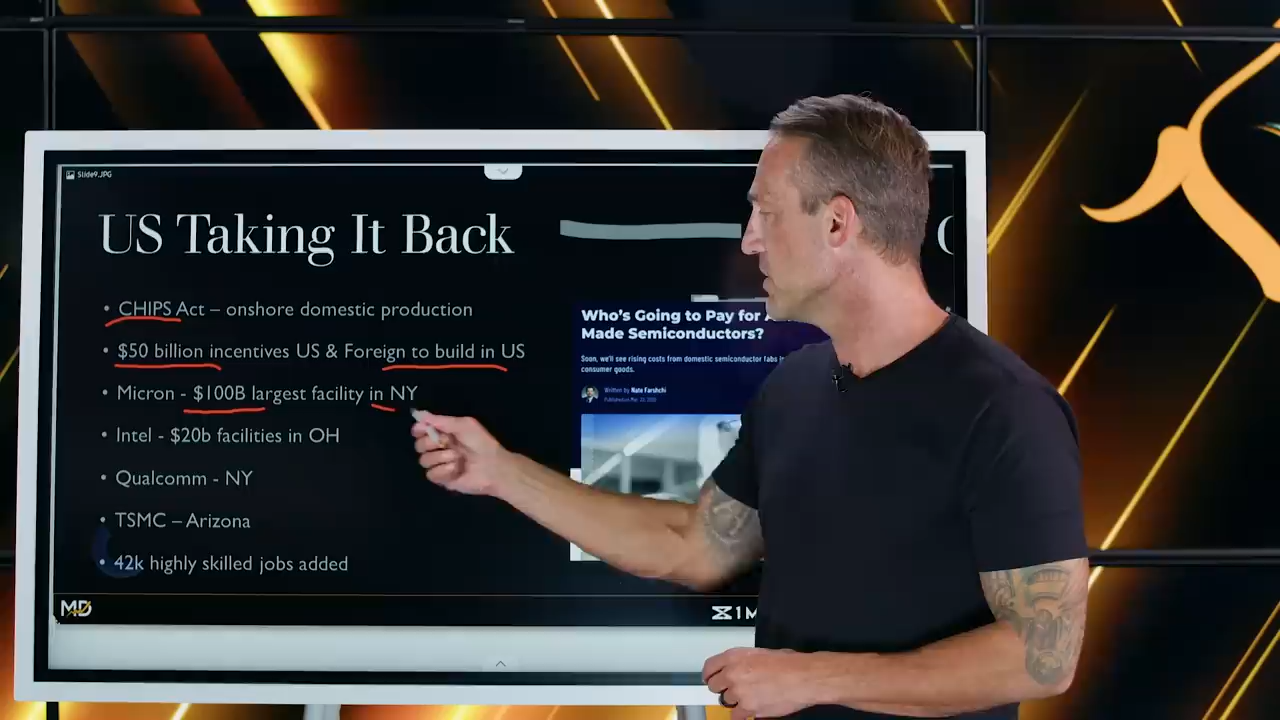 Slide9.JPG
US Taking It Back
• CHIPS Act – onshore domestic production
• $50 billion incentives US & Foreign to build in US
• Micron - $100B largest facility in NY
• Intel - $20b facilities in OH
• Qualcomm - NY
• TSMC – Arizona
• 42k highly skilled jobs added
Who's Going to Pay for
Made Semiconductors?
Soon, we'll see rising costs from domestic semiconductor fabs
consumer goods.
Written by Nate Farshchi
MD
1M